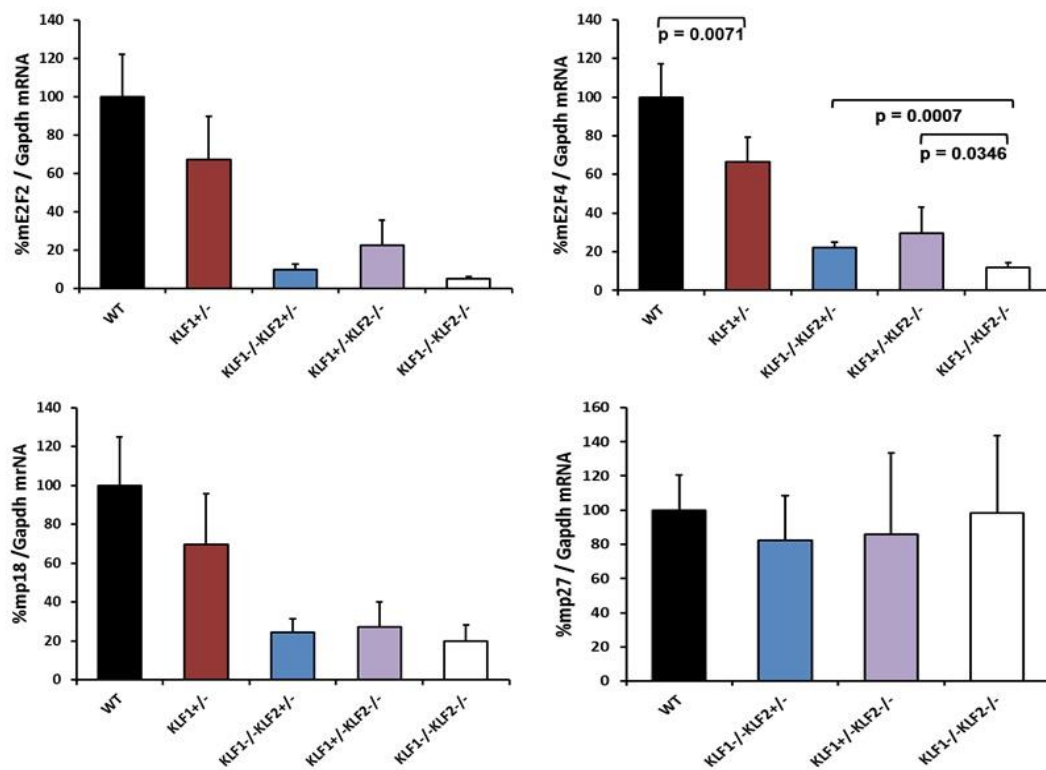 %mE2F2 / Gapdh mRNA
140
120
100
80
60
40
20
0
WT
KLF1+/-
KLF1-/-KLF2+/-
KLF1+/-KLF2-/-
KLF1-/-KLF2-/-
%mE2F4 / Gapdh mRNA
140
120
100
80
60
40
20
0
p = 0.0071
p = 0.0007
p = 0.0346
WT
KLF1+/-
KLF1-/-KLF2+/-
KLF1+/-KLF2-/-
KLF1-/-KLF2-/-
%mp18 /Gapdh mrNA
140
120
100
80
60
40
20
0
WT
KLF1+/-
KLF1-/-KLF2+/-
KLF1+/-KLF2-/-
KLF1-/-KLF2-/-
%mp27 / Gapdh mRNA
160
140
120
100
80
60
40
20
0
WT
KLF1-/-KLF2+/-
KLF1+/-KLF2-/-
KLF1-/-KLF2-/-